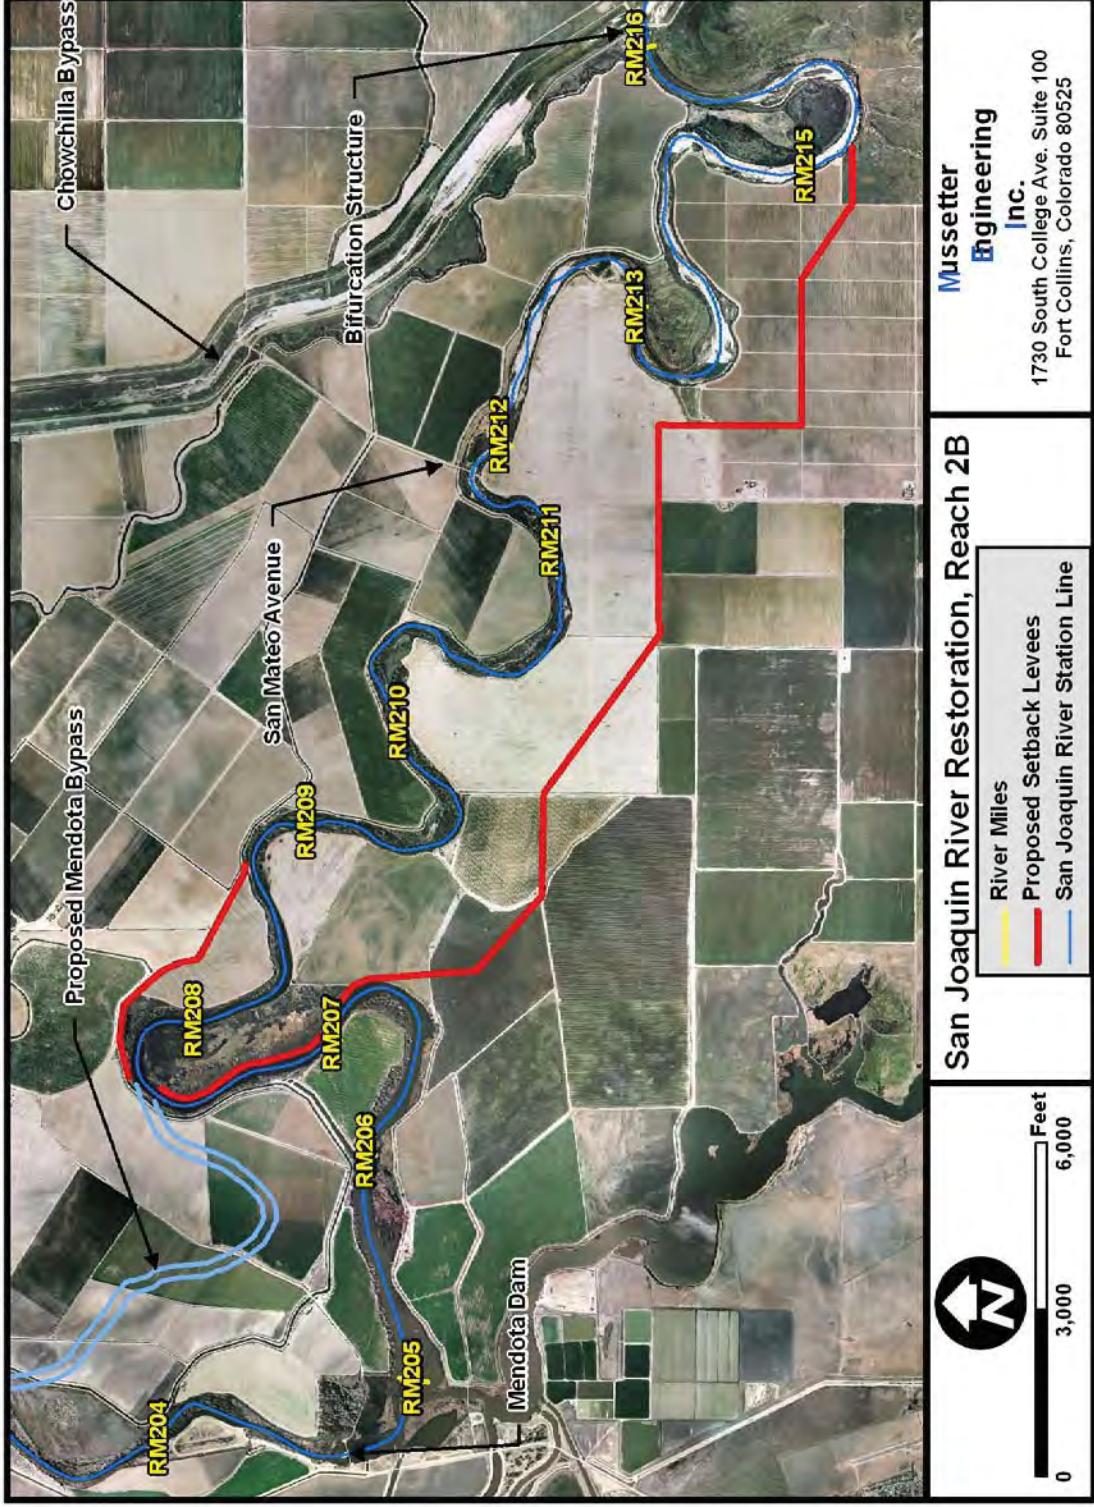 Chowchilla Bypass
Bifurcation Structure
San Mateo Avenue
Proposed Mendota Bypass
Mendota Dam
RM204
RM205
RM206
RM207
RM208
RM209
RM210
RM211
RM212
RM213
RM215
RM216
N
0 3,000 6,000
Feet
San Joaquin River Restoration, Reach 2B
River Miles
Proposed Setback Levees
San Joaquin River Station Line
Mussetter
Engineering
Inc.
1730 South College Ave. Suite 100
Fort Collins, Colorado 80525